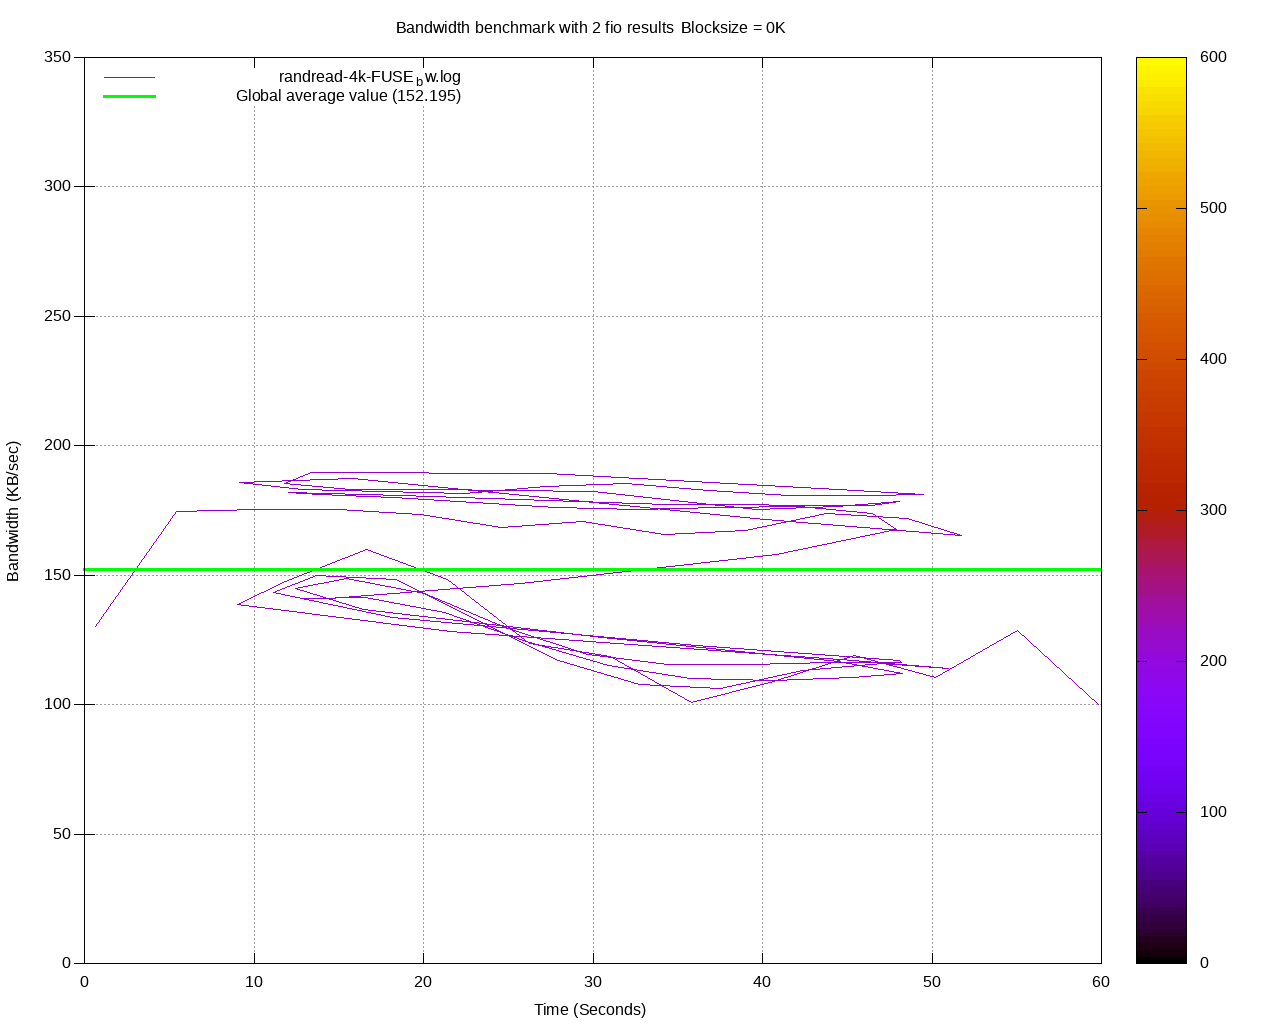 Bandwidth benchmark with 2 fio results Blocksize = 0K
randread-4k-FUSEbw.log
Global average value (152.195)
Bandwidth (KB/sec)
350
300
250
200
150
100
50
0
0 10 20 30 40 50 60
Time (Seconds)
600
500
400
300
200
100
0